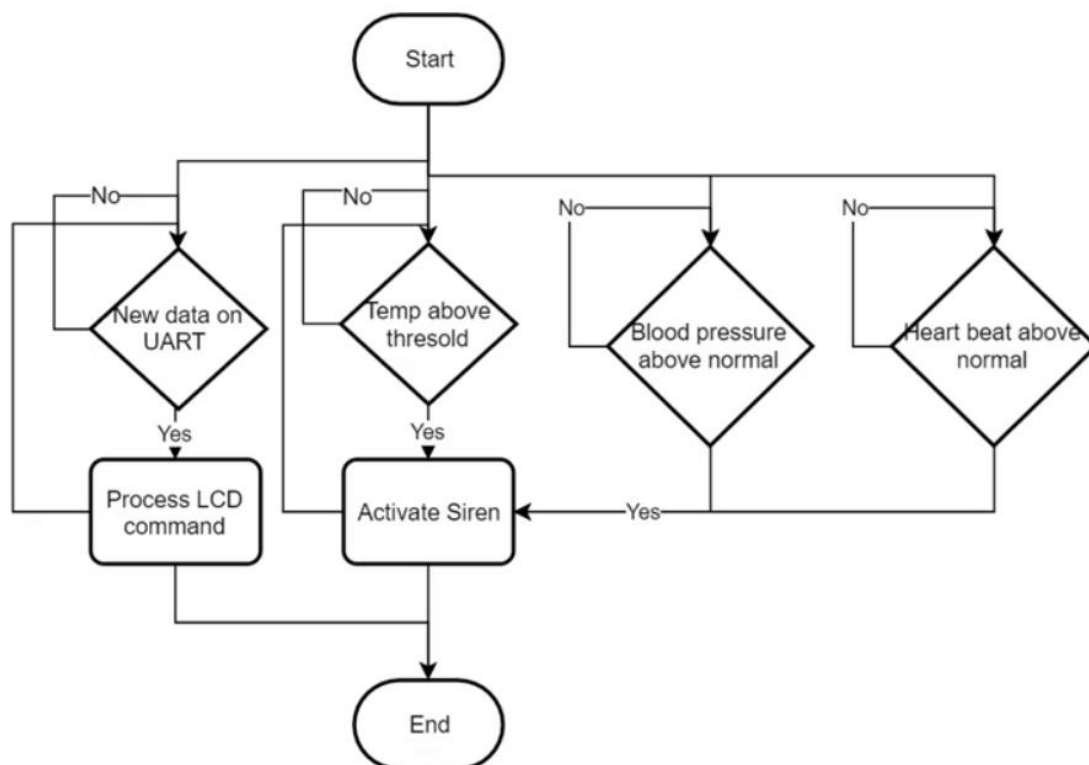 Start
No
No
No
No
New data on
UART
Temp above
thresold
Blood pressure
above normal
Heart beat above
normal
Yes
Yes
Process LCD
command
Activate Siren
Yes
End